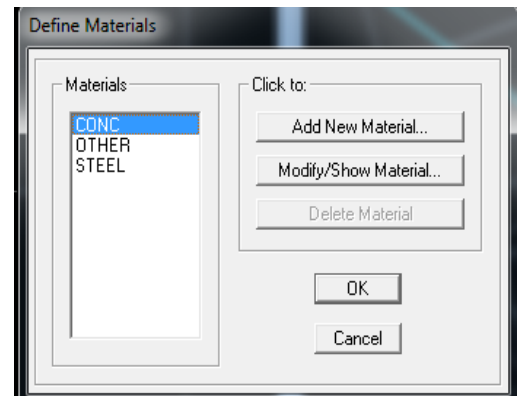 Define Materials
Materials
CONC
OTHER
STEEL
Click to:
Add New Material...
Modify/Show Material...
Delete Material
OK
Cancel